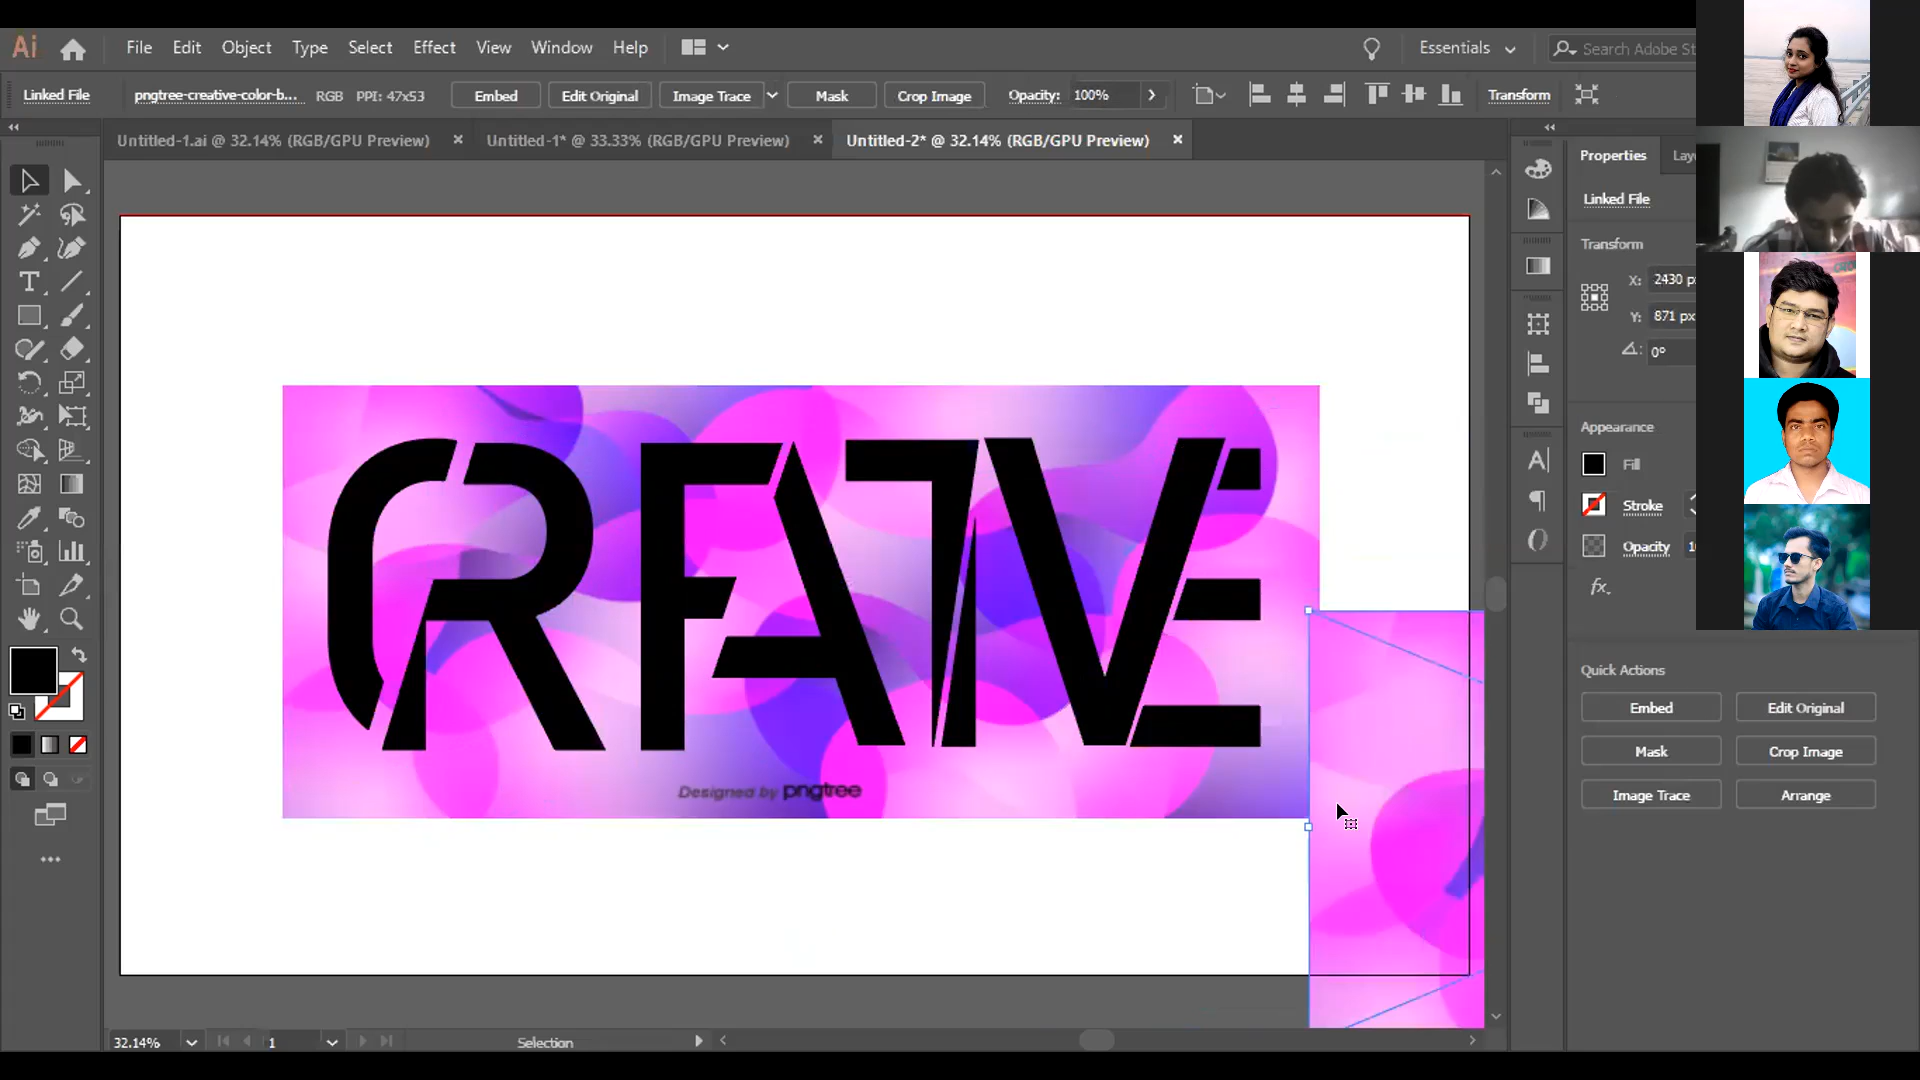 Ai File Edit Object Type Select Effect View Window Help Essentials Search Adobe St
Linked File pngtree-creative-color-b... RGB PPI: 47x53 Embed Edit Original Image Trace Mask Crop Image Opacity: 100% Transform
Untitled-1.ai @ 32.14% (RGB/GPU Preview) × Untitled-1* @ 33.33% (RGB/GPU Preview) × Untitled-2* @ 32.14% (RGB/GPU Preview) ×
Properties Lay
Linked File
Transform
X: 2430 p
Y: 871 px
0°
Appearance
Fill
Stroke
Opacity 1
fx.
Quick Actions
Embed Edit Original
Mask Crop Image
Image Trace Arrange
CREATIVE
Designed by pngtree
32.14% 1 Selection